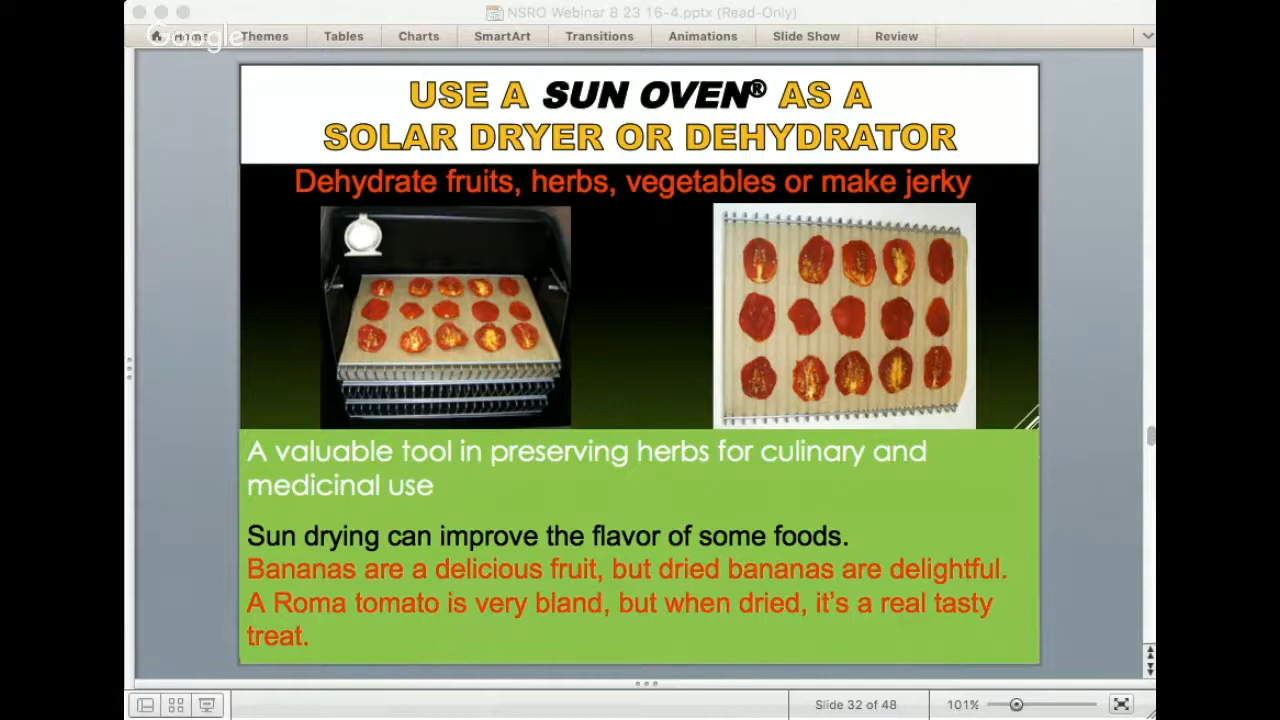 NSRO Webinar 8 23 16-4.pptx (Read-Only)
Google
Home Themes Tables Charts SmartArt Transitions Animations Slide Show Review
USE A SUN OVEN® AS A
SOLAR DRYER OR DEHYDRATOR
Dehydrate fruits, herbs, vegetables or make jerky
A valuable tool in preserving herbs for culinary and
medicinal use
Sun drying can improve the flavor of some foods.
Bananas are a delicious fruit, but dried bananas are delightful.
A Roma tomato is very bland, but when dried, it's a real tasty
treat.
Slide 32 of 48 101%